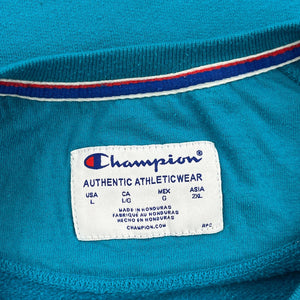 Champion
AUTHENTIC ATHLETICWEAR
USA CA MEX ASIA
L L/G G 2XL
MADE IN HONDURAS
FABRIQUÉ AU HONDURAS
HECHO EN HONDURAS
CHAMPION.COM RPC